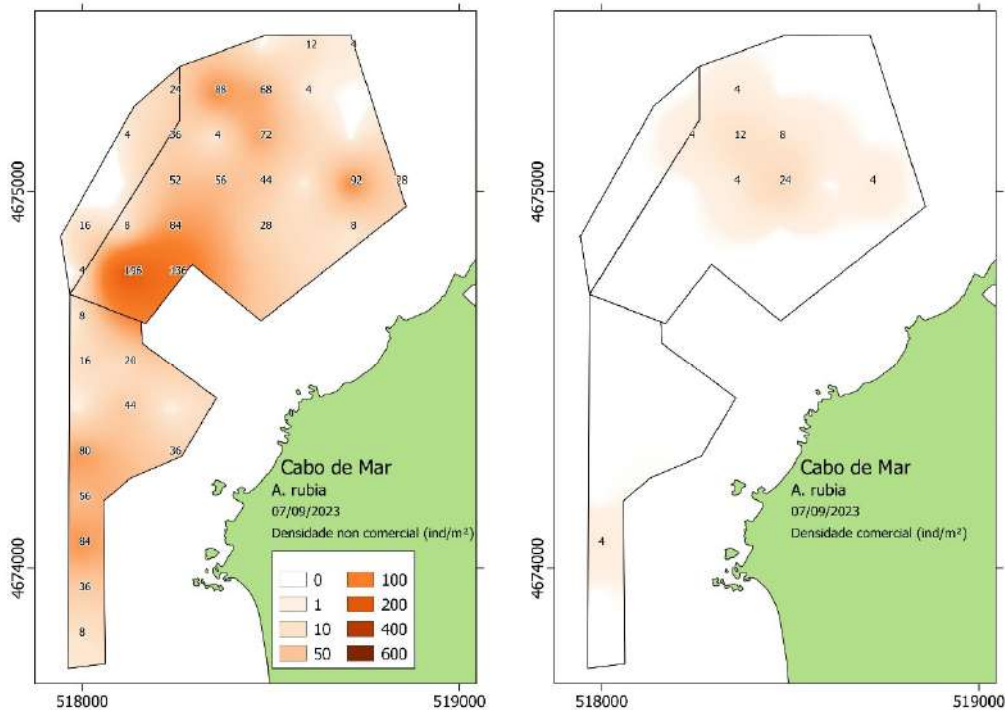 12 4
24 88 68 4
4 36 4 72
52 56 44 92 28
16 8 84 28 8
4 196 136
8
16 20
44
80 36
56
84
36
8
Cabo de Mar
A. rubia
07/09/2023
Densidade non comercial (ind/m²)
0 100
1 200
10 400
50 600
4675000
4674000
518000 519000
4
4 12 8
4 24 4
4
Cabo de Mar
A. rubia
07/09/2023
Densidade comercial (ind/m²)
4675000
4674000
518000 519000